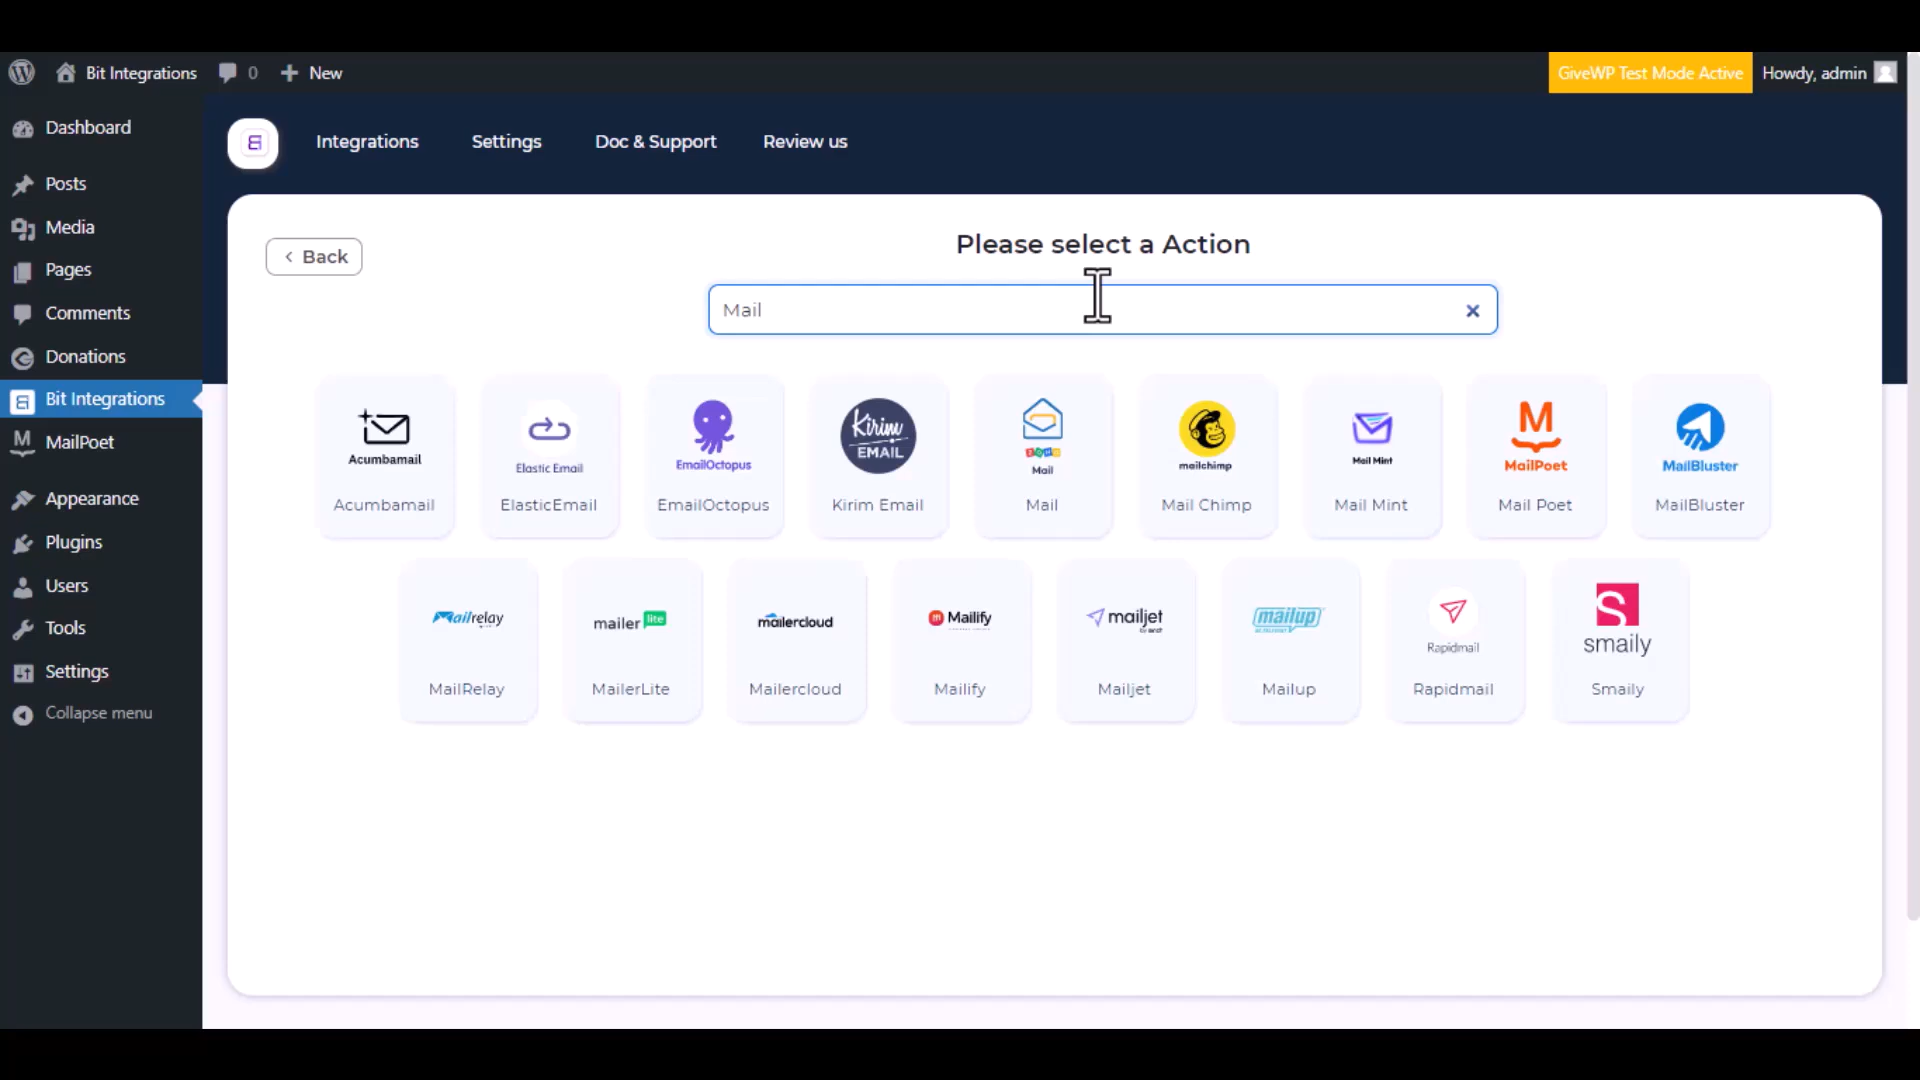 Bit Integrations 0 New GiveWP Test Mode Active Howdy, admin
Dashboard
Posts
Media
Pages
Comments
Donations
Bit Integrations
MailPoet
Appearance
Plugins
Users
Tools
Settings
Collapse menu
Integrations Settings Doc & Support Review us
Back
Please select a Action
Mail
Acumbamail Elastic Email EmailOctopus Kirim EMAIL ZOHO Mail mailchimp Mail Mint M MailPoet MailBluster
Acumbamail ElasticEmail EmailOctopus Kirim Email Mail Mail Chimp Mail Mint Mail Poet MailBluster
Mailrelay mailer lite mailercloud m Mailify mailjet mailup Rapidmail S smaily
MailRelay MailerLite Mailercloud Mailify Mailjet Mailup Rapidmail Smaily